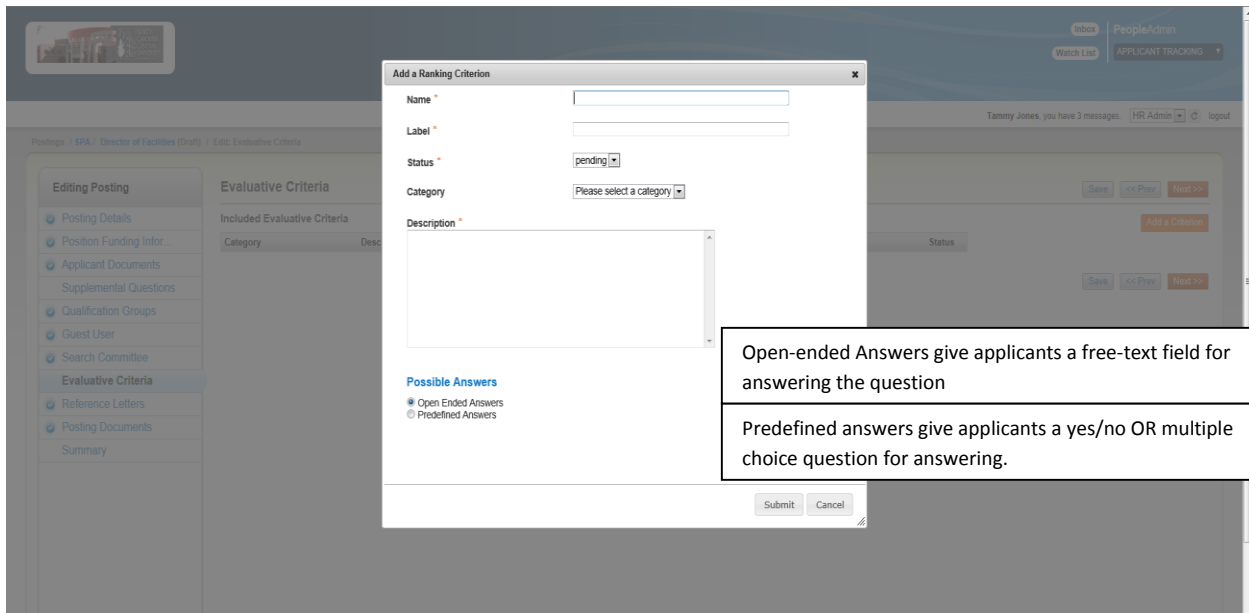 Inbox PeopleAdmin
Watch List APPLICANT TRACKING
Tammy Jones, you have 3 messages. HR Admin logout
Postings / SPA / Director of Facilities (Draft) / Edit: Evaluative Criteria
Editing Posting
Posting Details
Position Funding Infor...
Applicant Documents
Supplemental Questions
Qualification Groups
Guest User
Search Committee
Evaluative Criteria
Reference Letters
Posting Documents
Summary
Evaluative Criteria
Save << Prev Next >>
Included Evaluative Criteria
Add a Criterion
Category Desc Status
Save << Prev Next >>
Add a Ranking Criterion x
Name *
Label *
Status * pending
Category Please select a category
Description *
Possible Answers
Open Ended Answers
Predefined Answers
Submit Cancel
Open-ended Answers give applicants a free-text field for
answering the question
Predefined answers give applicants a yes/no OR multiple
choice question for answering.